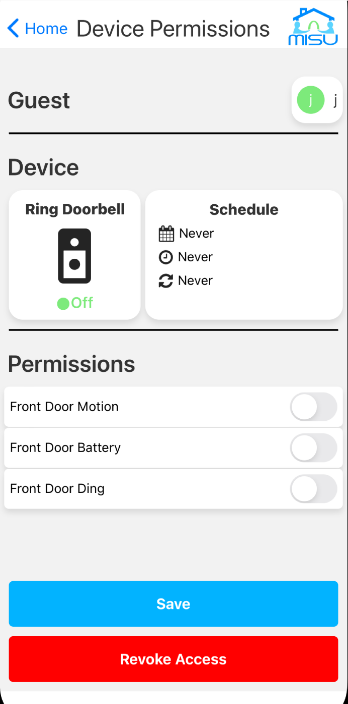 Home Device Permissions
MISU
Guest
j j
Device
Ring Doorbell
Off
Schedule
Never
Never
Never
Permissions
Front Door Motion
Front Door Battery
Front Door Ding
Save
Revoke Access